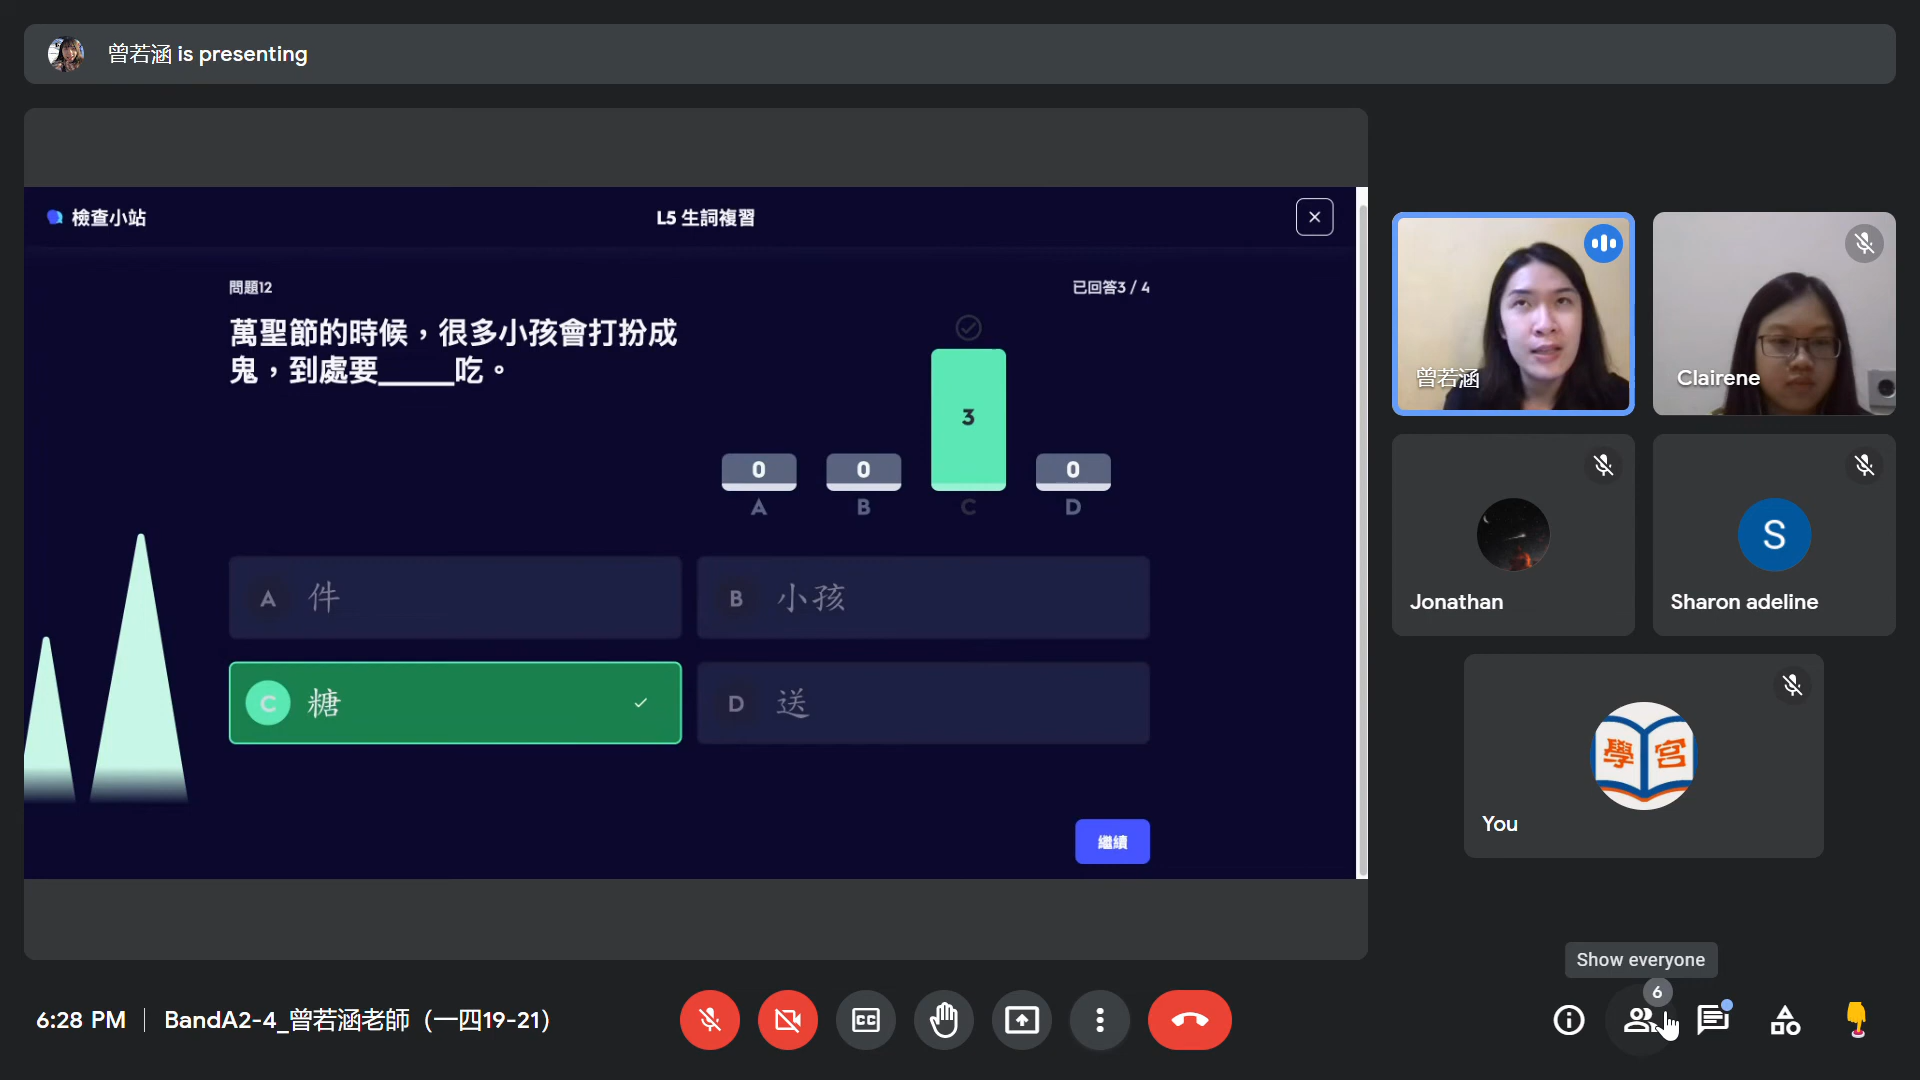 曾若涵 is presenting
檢查小站
L5 生詞複習
問題12
已回答3 / 4
萬聖節的時候，很多小孩會打扮成
鬼，到處要_____吃。
0
0
3
0
A
B
C
D
A 件
B 小孩
C 糖
D 送
繼續
曾若涵
Clairene
Jonathan
S
Sharon adeline
學宮
You
Show everyone
6
6:28 PM
BandA2-4_曾若涵老師（一四19-21）
CC